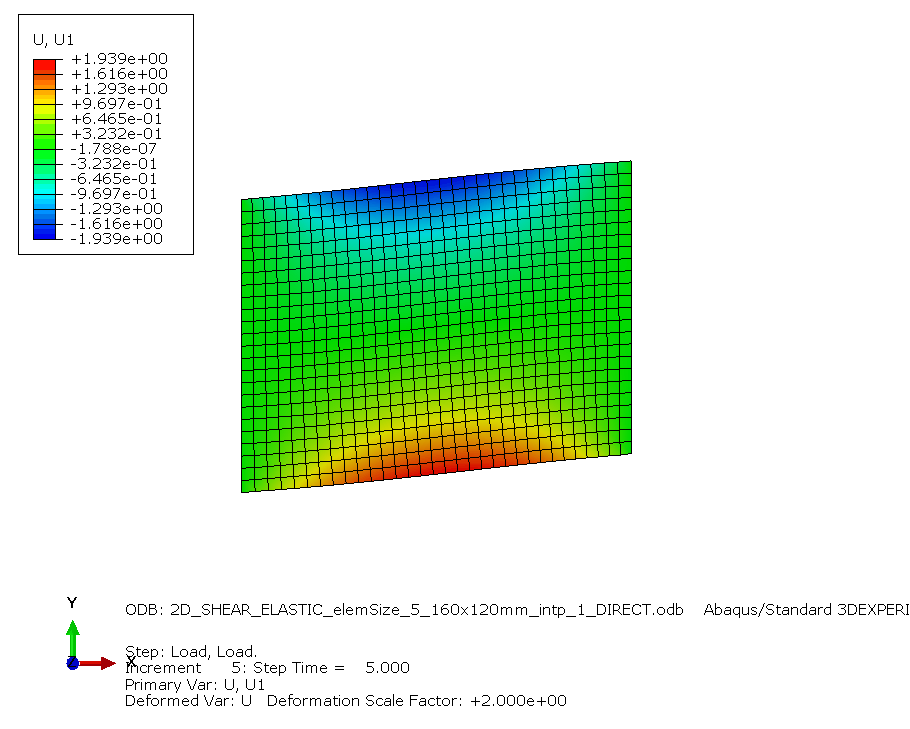 U, U1
+1.939e+00
+1.616e+00
+1.293e+00
+9.697e-01
+6.465e-01
+3.232e-01
-1.788e-07
-3.232e-01
-6.465e-01
-9.697e-01
-1.293e+00
-1.616e+00
-1.939e+00
Y
X
ODB: 2D_SHEAR_ELASTIC_elemSize_5_160x120mm_intp_1_DIRECT.odb Abaqus/Standard 3DEXPERI
Step: Load, Load.
Increment 5: Step Time = 5.000
Primary Var: U, U1
Deformed Var: U Deformation Scale Factor: +2.000e+00